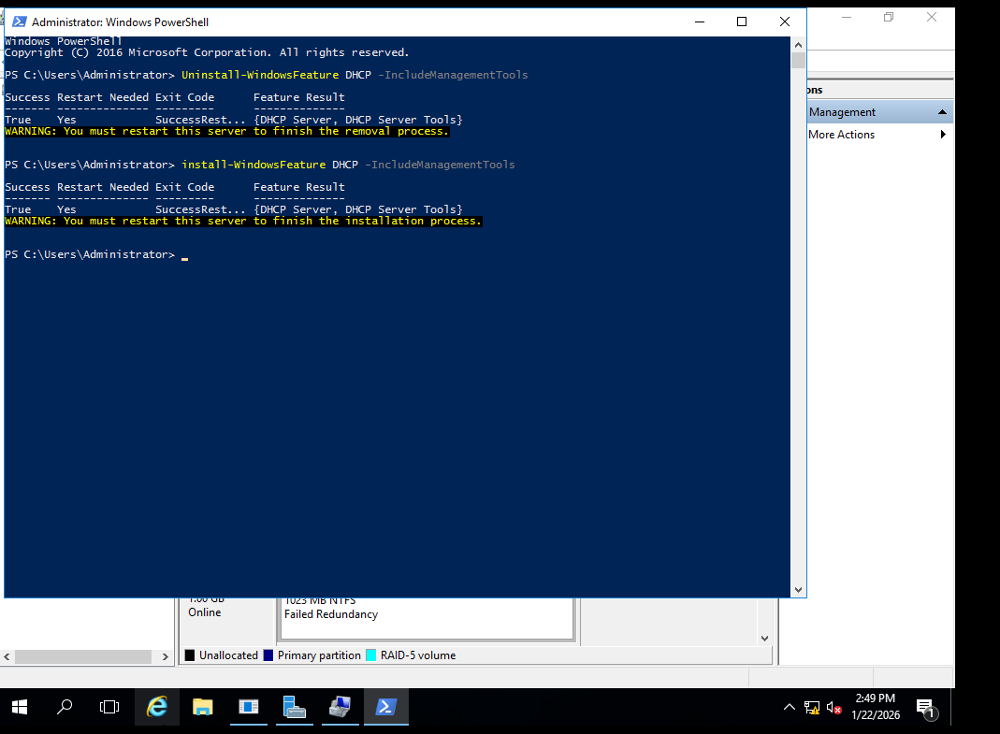 Administrator: Windows PowerShell
Windows PowerShell
Copyright (C) 2016 Microsoft Corporation. All rights reserved.
PS C:\Users\Administrator> Uninstall-WindowsFeature DHCP -IncludeManagementTools
Success Restart Needed Exit Code      Feature Result
------- -------------- ---------      --------------
True    Yes            SuccessRest... {DHCP Server, DHCP Server Tools}
WARNING: You must restart this server to finish the removal process.
PS C:\Users\Administrator> install-WindowsFeature DHCP -IncludeManagementTools
Success Restart Needed Exit Code      Feature Result
------- -------------- ---------      --------------
True    Yes            SuccessRest... {DHCP Server, DHCP Server Tools}
WARNING: You must restart this server to finish the installation process.
PS C:\Users\Administrator>
ons
Management
More Actions
1.00 GB
Online
1023 MB NTFS
Failed Redundancy
Unallocated Primary partition RAID-5 volume
2:49 PM
1/22/2026
1